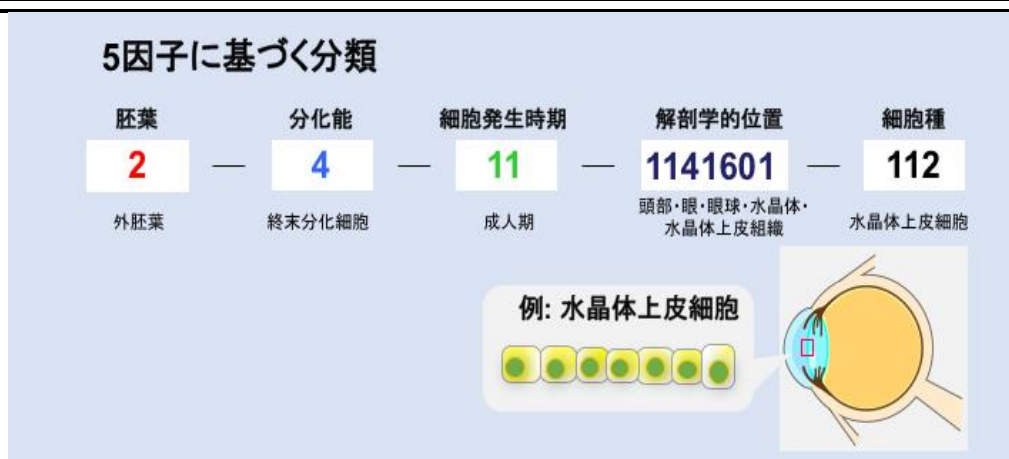 5因子に基づく分類
胚葉 分化能 細胞発生時期 解剖学的位置 細胞種
2 — 4 — 11 — 1141601 — 112
外胚葉 終末分化細胞 成人期 頭部・眼・眼球・水晶体・ 水晶体上皮細胞
水晶体上皮組織
例: 水晶体上皮細胞